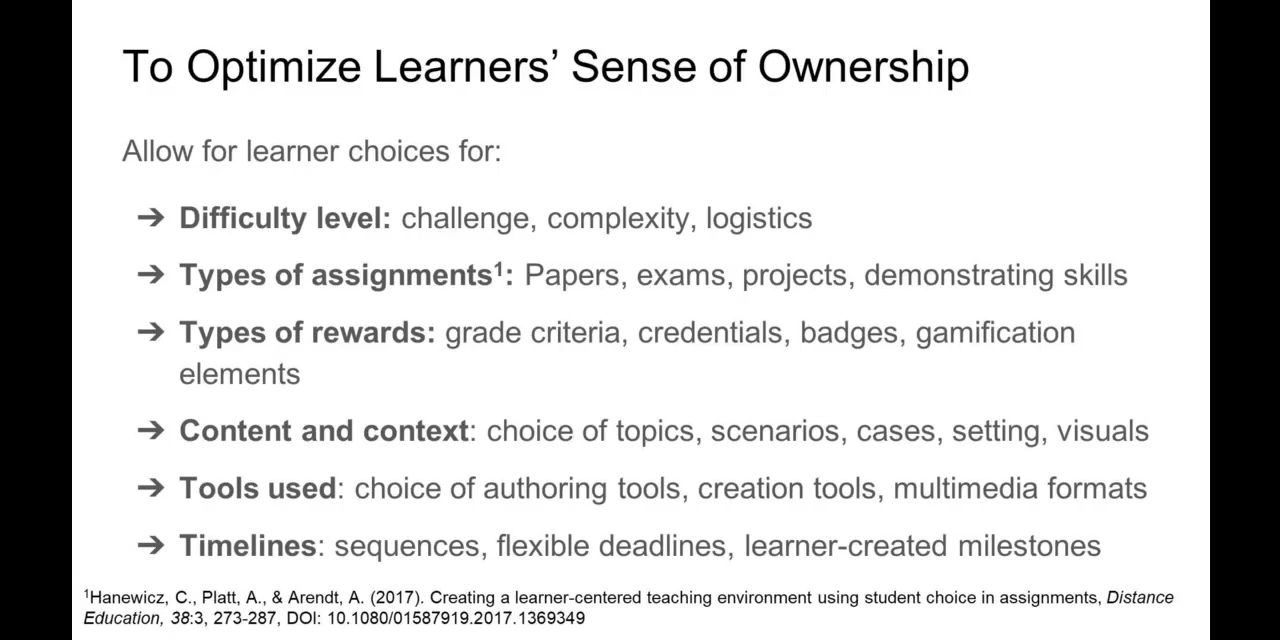 To Optimize Learners’ Sense of Ownership
Allow for learner choices for:
➔ Difficulty level: challenge, complexity, logistics
➔ Types of assignments¹: Papers, exams, projects, demonstrating skills
➔ Types of rewards: grade criteria, credentials, badges, gamification
elements
➔ Content and context: choice of topics, scenarios, cases, setting, visuals
➔ Tools used: choice of authoring tools, creation tools, multimedia formats
➔ Timelines: sequences, flexible deadlines, learner-created milestones
¹Hanewicz, C., Platt, A., & Arendt, A. (2017). Creating a learner-centered teaching environment using student choice in assignments, Distance
Education, 38:3, 273-287, DOI: 10.1080/01587919.2017.1369349